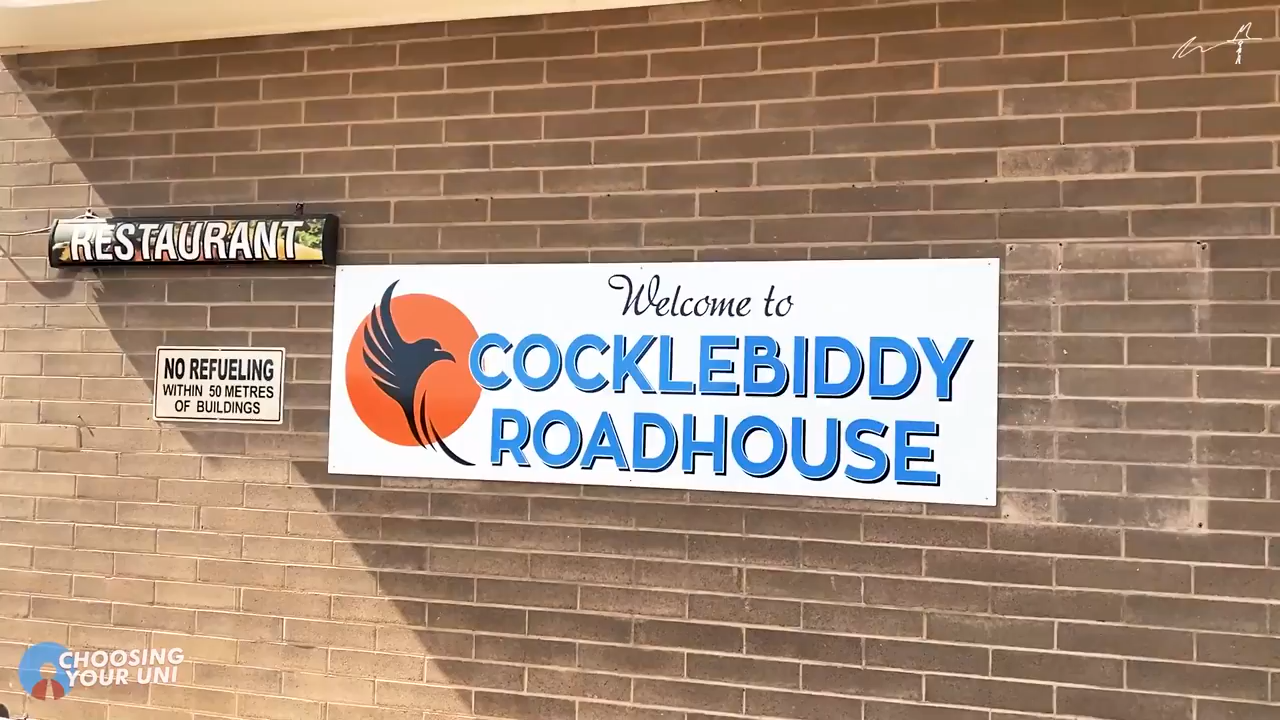 RESTAURANT
Welcome to
COCKLEBIDDY
ROADHOUSE
NO REFUELING
WITHIN 50 METRES
OF BUILDINGS
CHOOSING
YOUR UNI